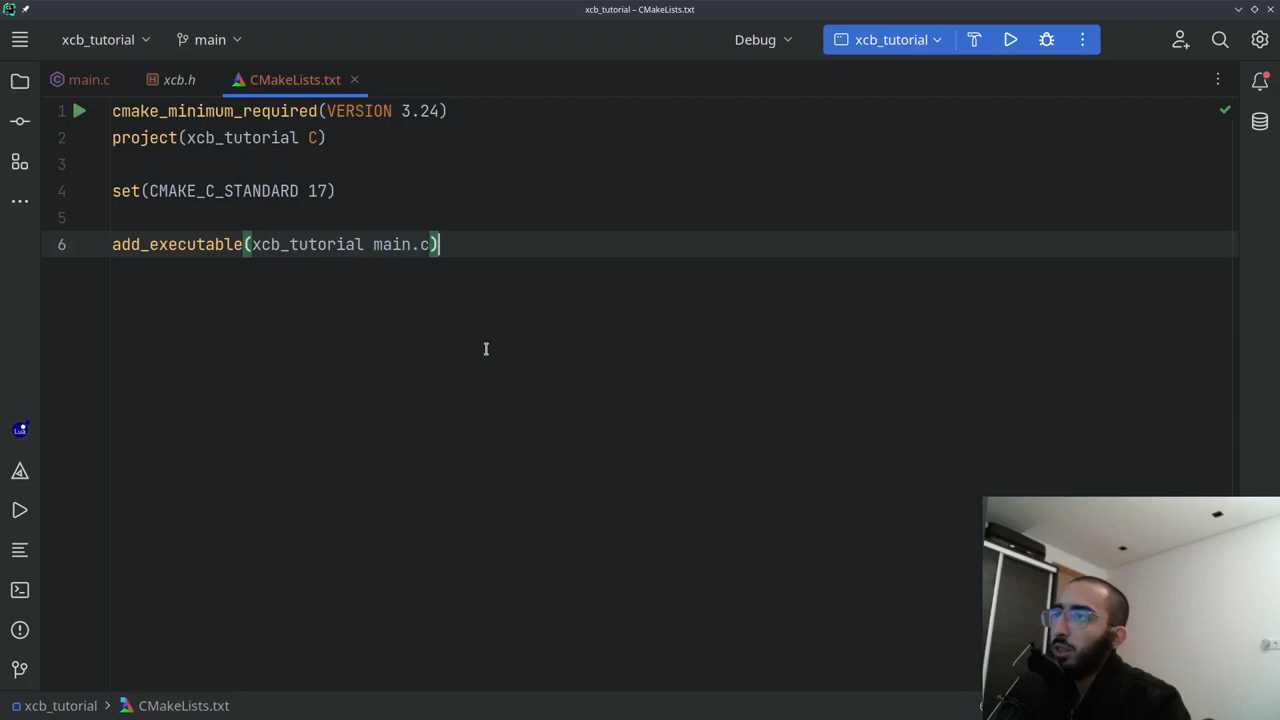 xcb_tutorial – CMakeLists.txt
xcb_tutorial
main
Debug
xcb_tutorial
main.c
xcb.h
CMakeLists.txt
1 cmake_minimum_required(VERSION 3.24)
2 project(xcb_tutorial C)
3
4 set(CMAKE_C_STANDARD 17)
5
6 add_executable(xcb_tutorial main.c)
Lua
xcb_tutorial > CMakeLists.txt